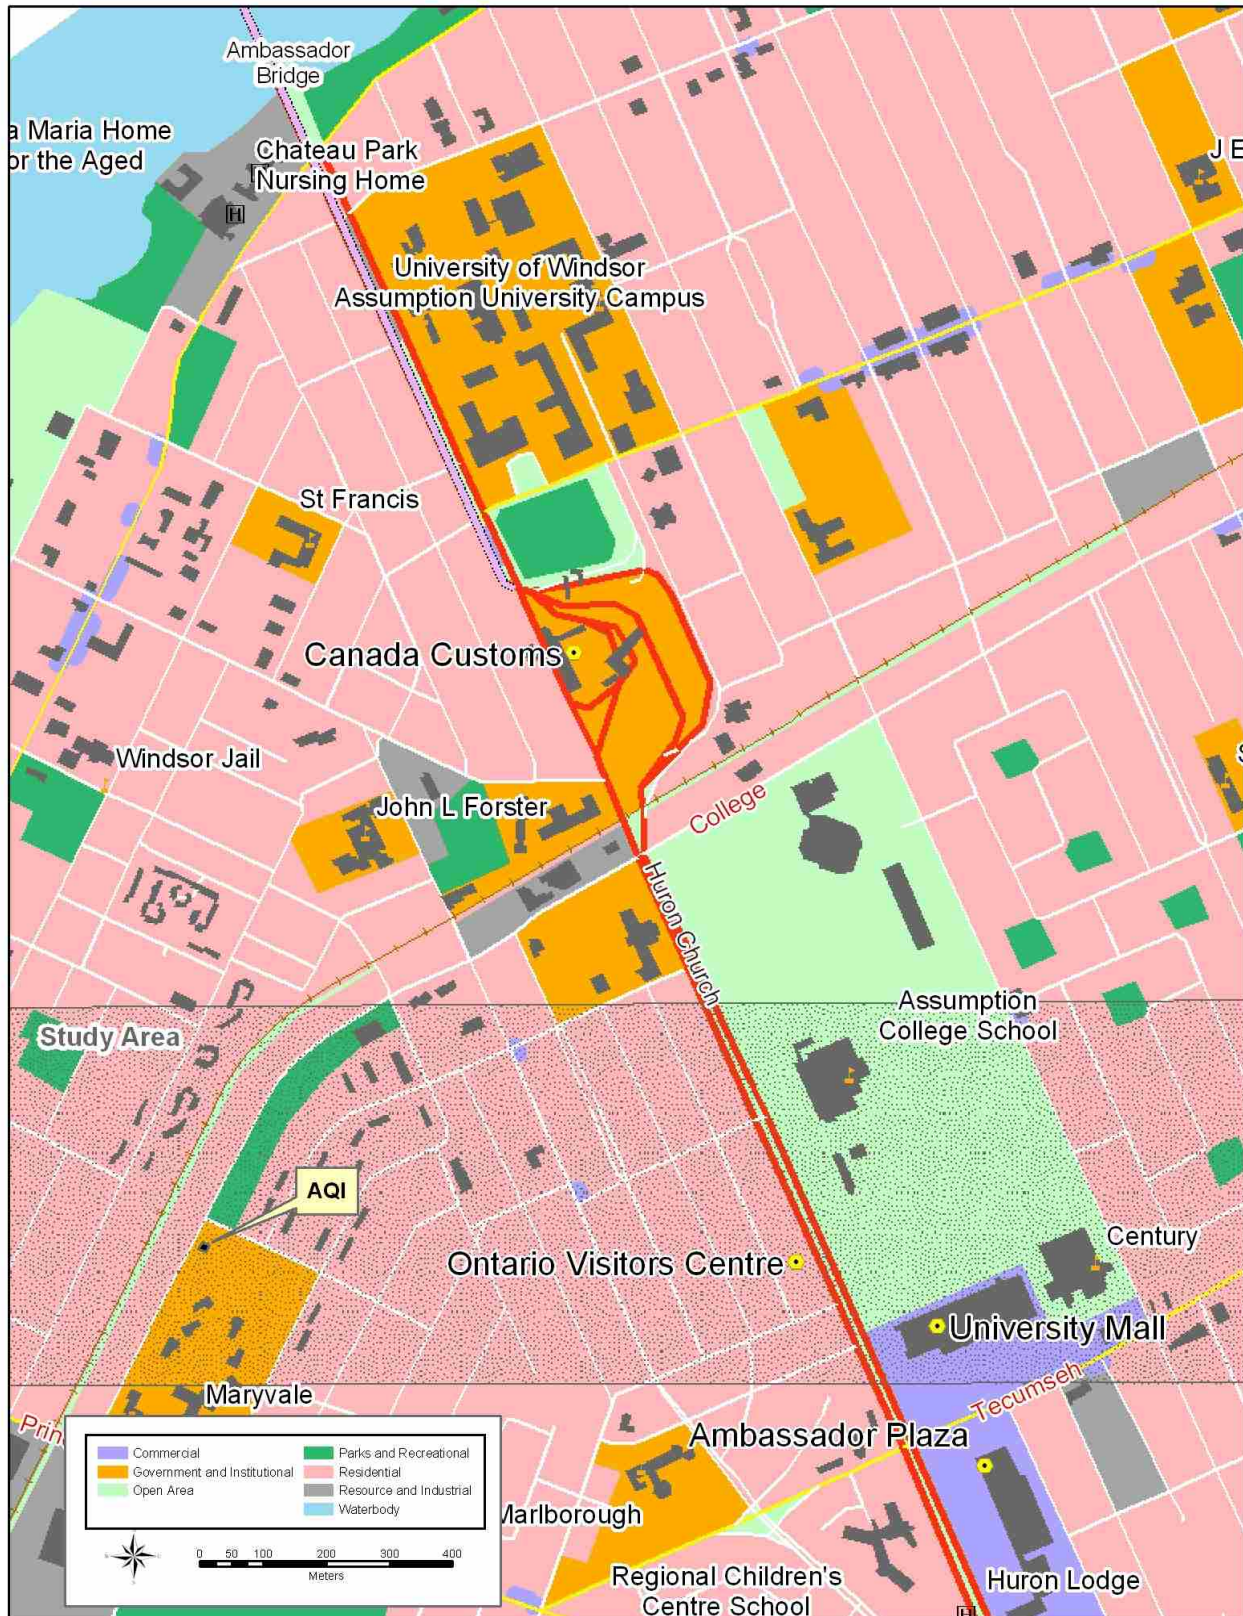 Ambassador
Bridge
a Maria Home
or the Aged
Chateau Park
Nursing Home
H
J E
University of Windsor
Assumption University Campus
St Francis
Canada Customs
Windsor Jail
John L Forster
College
Huron Church
Assumption
College School
Study Area
AQI
Century
Ontario Visitors Centre
University Mall
Tecumseh
Maryvale
Prin
Ambassador Plaza
Marlborough
Regional Children's
Centre School
Huron Lodge
H
Commercial
Government and Institutional
Open Area
Parks and Recreational
Residential
Resource and Industrial
Waterbody
0 50 100 200 300 400
Meters